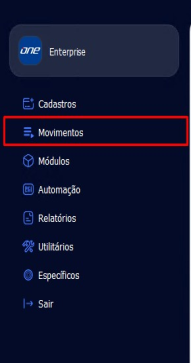 one Enterprise
Cadastros
Movimentos
Módulos
Automação
Relatórios
Utilitários
Específicos
Sair